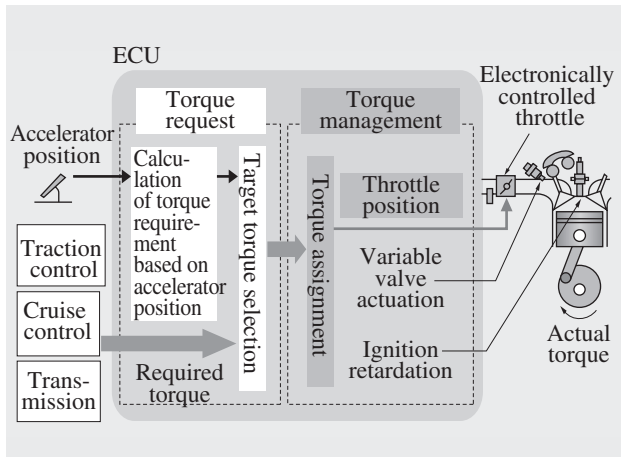 ECU
Torque
request
Torque
management
Electronically
controlled
throttle
Accelerator
position
Calcu-
lation
of torque
require-
ment
based on
accelerator
position
Target torque selection
Torque assignment
Throttle
position
Traction
control
Cruise
control
Trans-
mission
Required
torque
Variable
valve
actuation
Ignition
retardation
Actual
torque